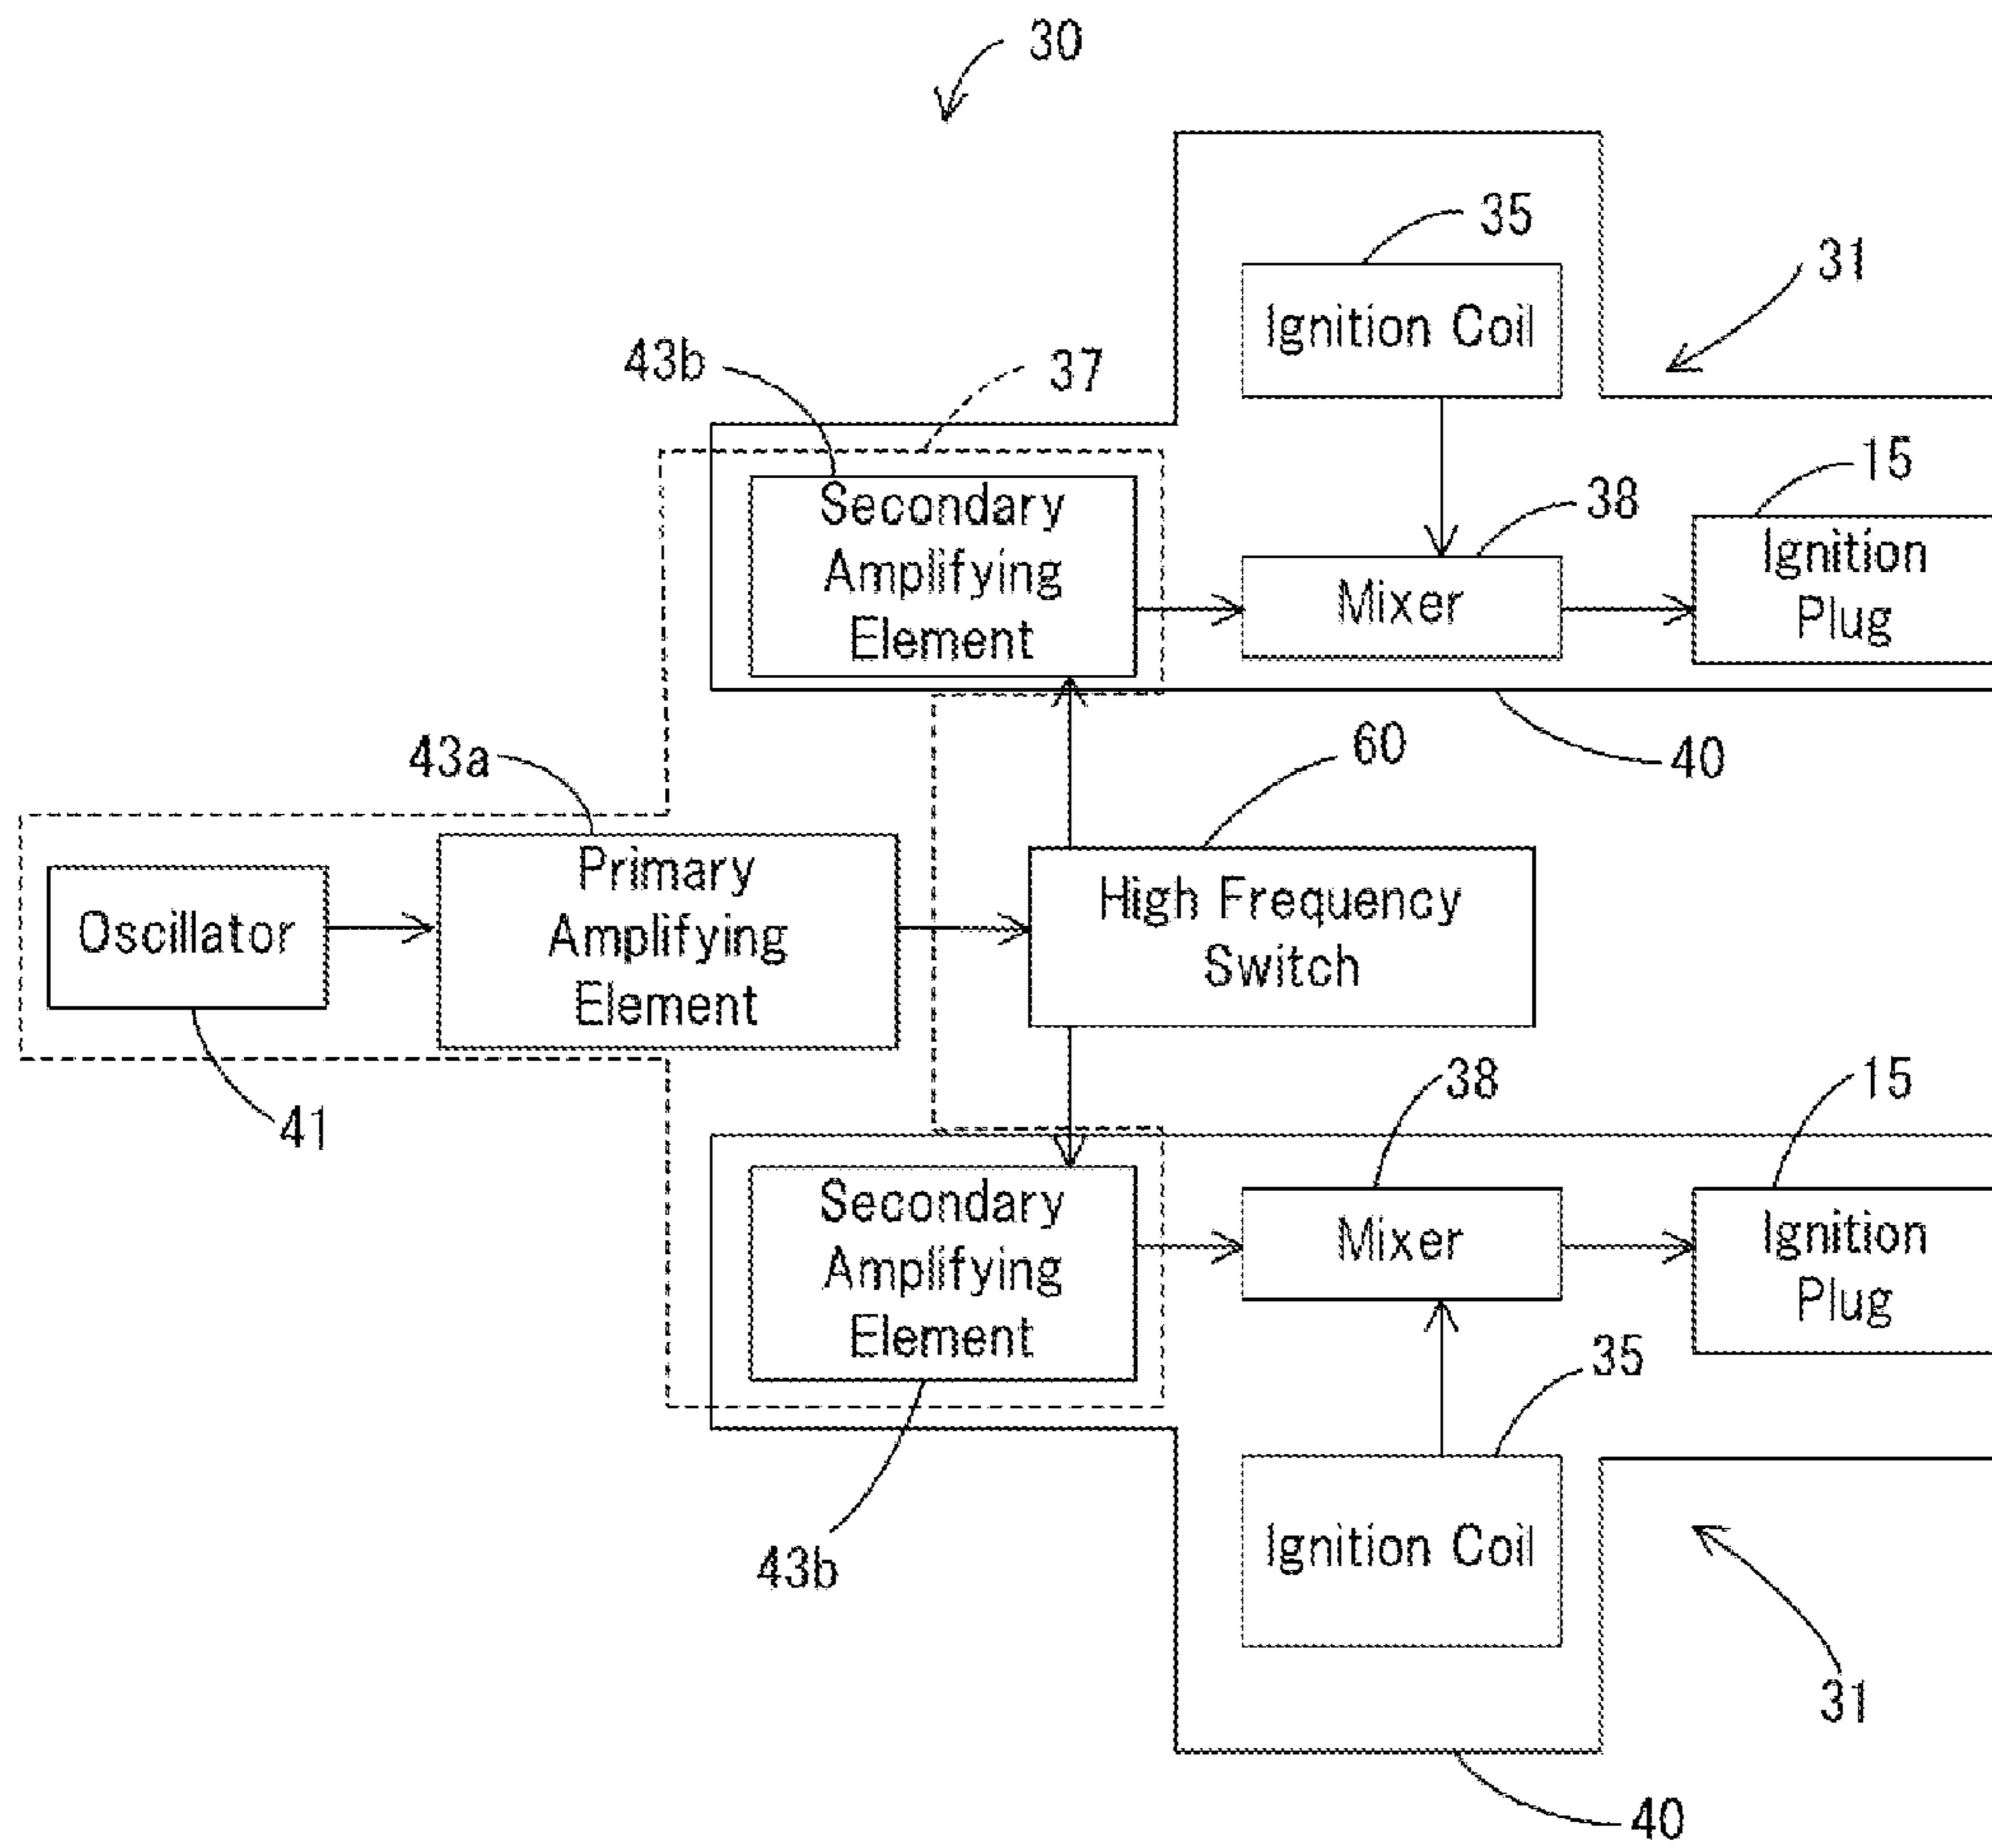 30
35
Ignition Coil
31
43b
37
Secondary
Amplifying
Element
38
Mixer
15
Ignition
Plug
40
43a
60
Oscillator
Primary
Amplifying
Element
High Frequency
Switch
41
38
15
Secondary
Amplifying
Element
Mixer
Ignition
Plug
35
43b
Ignition Coil
31
40